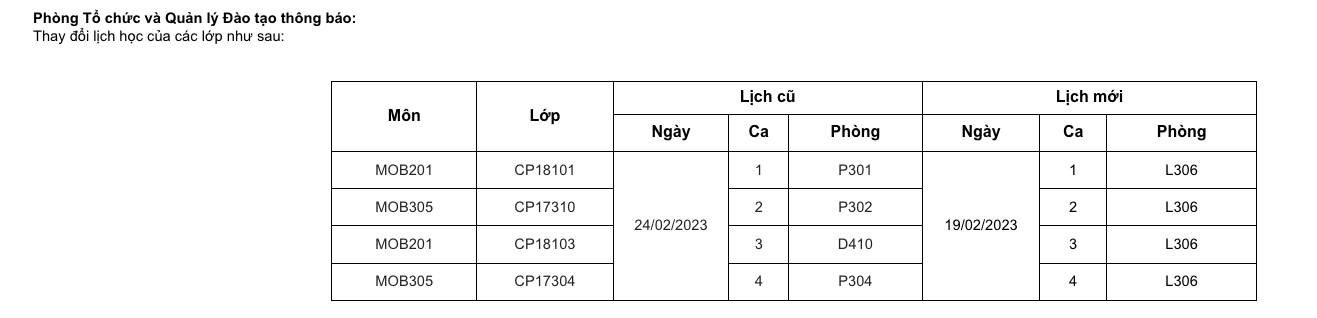 Phòng Tổ chức và Quản lý Đào tạo thông báo:
Thay đổi lịch học của các lớp như sau:
Môn Lớp Lịch cũ Lịch mới
Ngày Ca Phòng Ngày Ca Phòng
MOB201 CP18101 24/02/2023 1 P301 19/02/2023 1 L306
MOB305 CP17310 2 P302 2 L306
MOB201 CP18103 3 D410 3 L306
MOB305 CP17304 4 P304 4 L306